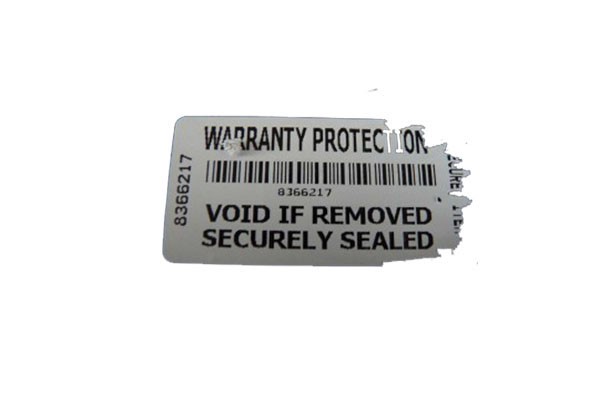 WARRANTY PROTECTION
8366217
8366217
VOID IF REMOVED
SECURELY SEALED